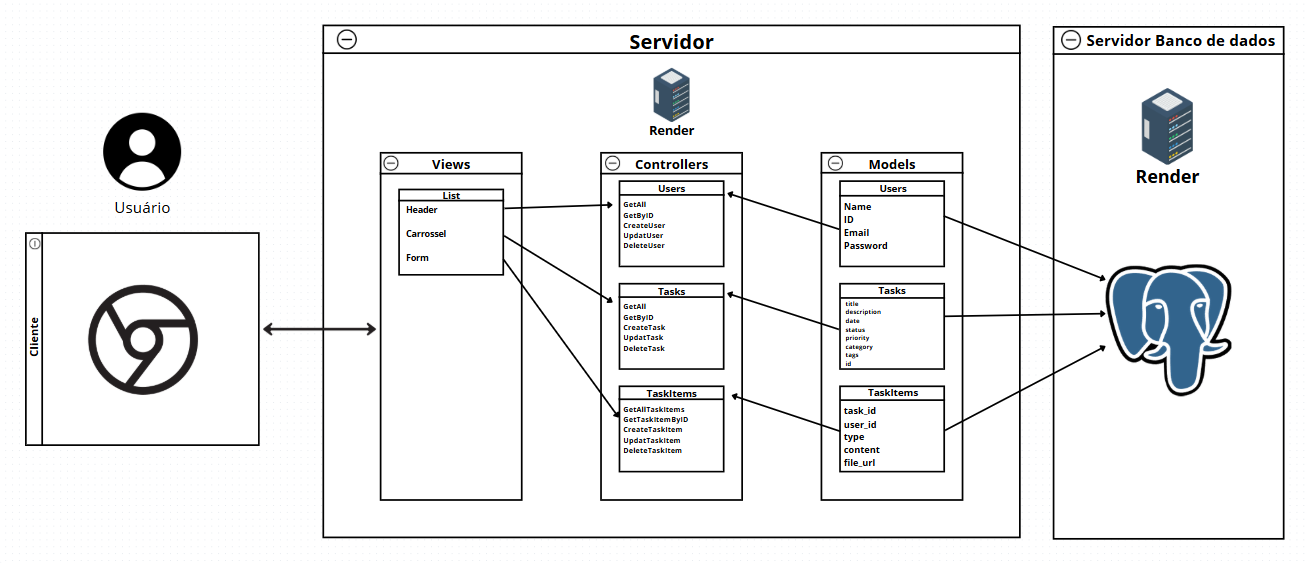 Servidor
Servidor Banco de dados
Render
Render
Usuário
Cliente
Views
List
Header
Carrossel
Form
Controllers
Users
GetAll
GetByID
CreateUser
UpdatUser
DeleteUser
Tasks
GetAll
GetByID
CreateTask
UpdatTask
DeleteTask
TaskItems
GetAllTaskItems
GetTaskItemByID
CreateTaskItem
UpdatTaskItem
DeleteTaskItem
Models
Users
Name
ID
Email
Password
Tasks
title
description
date
status
priority
category
tags
id
TaskItems
task_id
user_id
type
content
file_url